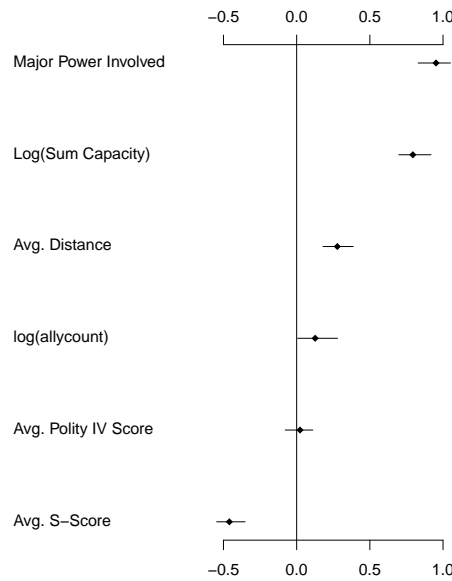 −0.5 0.0 0.5 1.0
Major Power Involved
Log(Sum Capacity)
Avg. Distance
log(allycount)
Avg. Polity IV Score
Avg. S−Score
−0.5 0.0 0.5 1.0